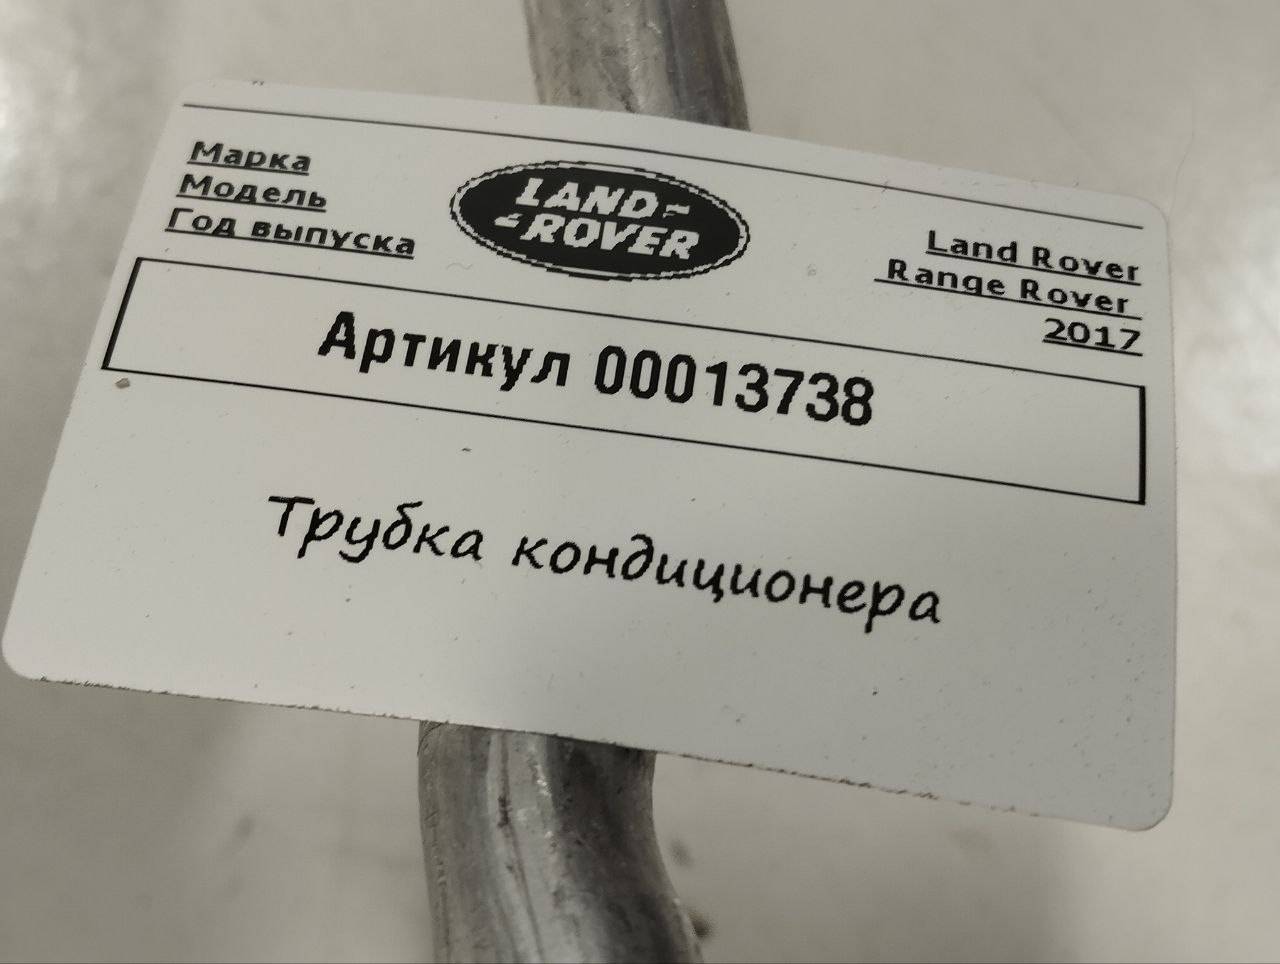 Марка
Модель
Год выпуска
LAND-
-ROVER
Land Rover
Range Rover
2017
Артикул 00013738
Трубка кондиционера